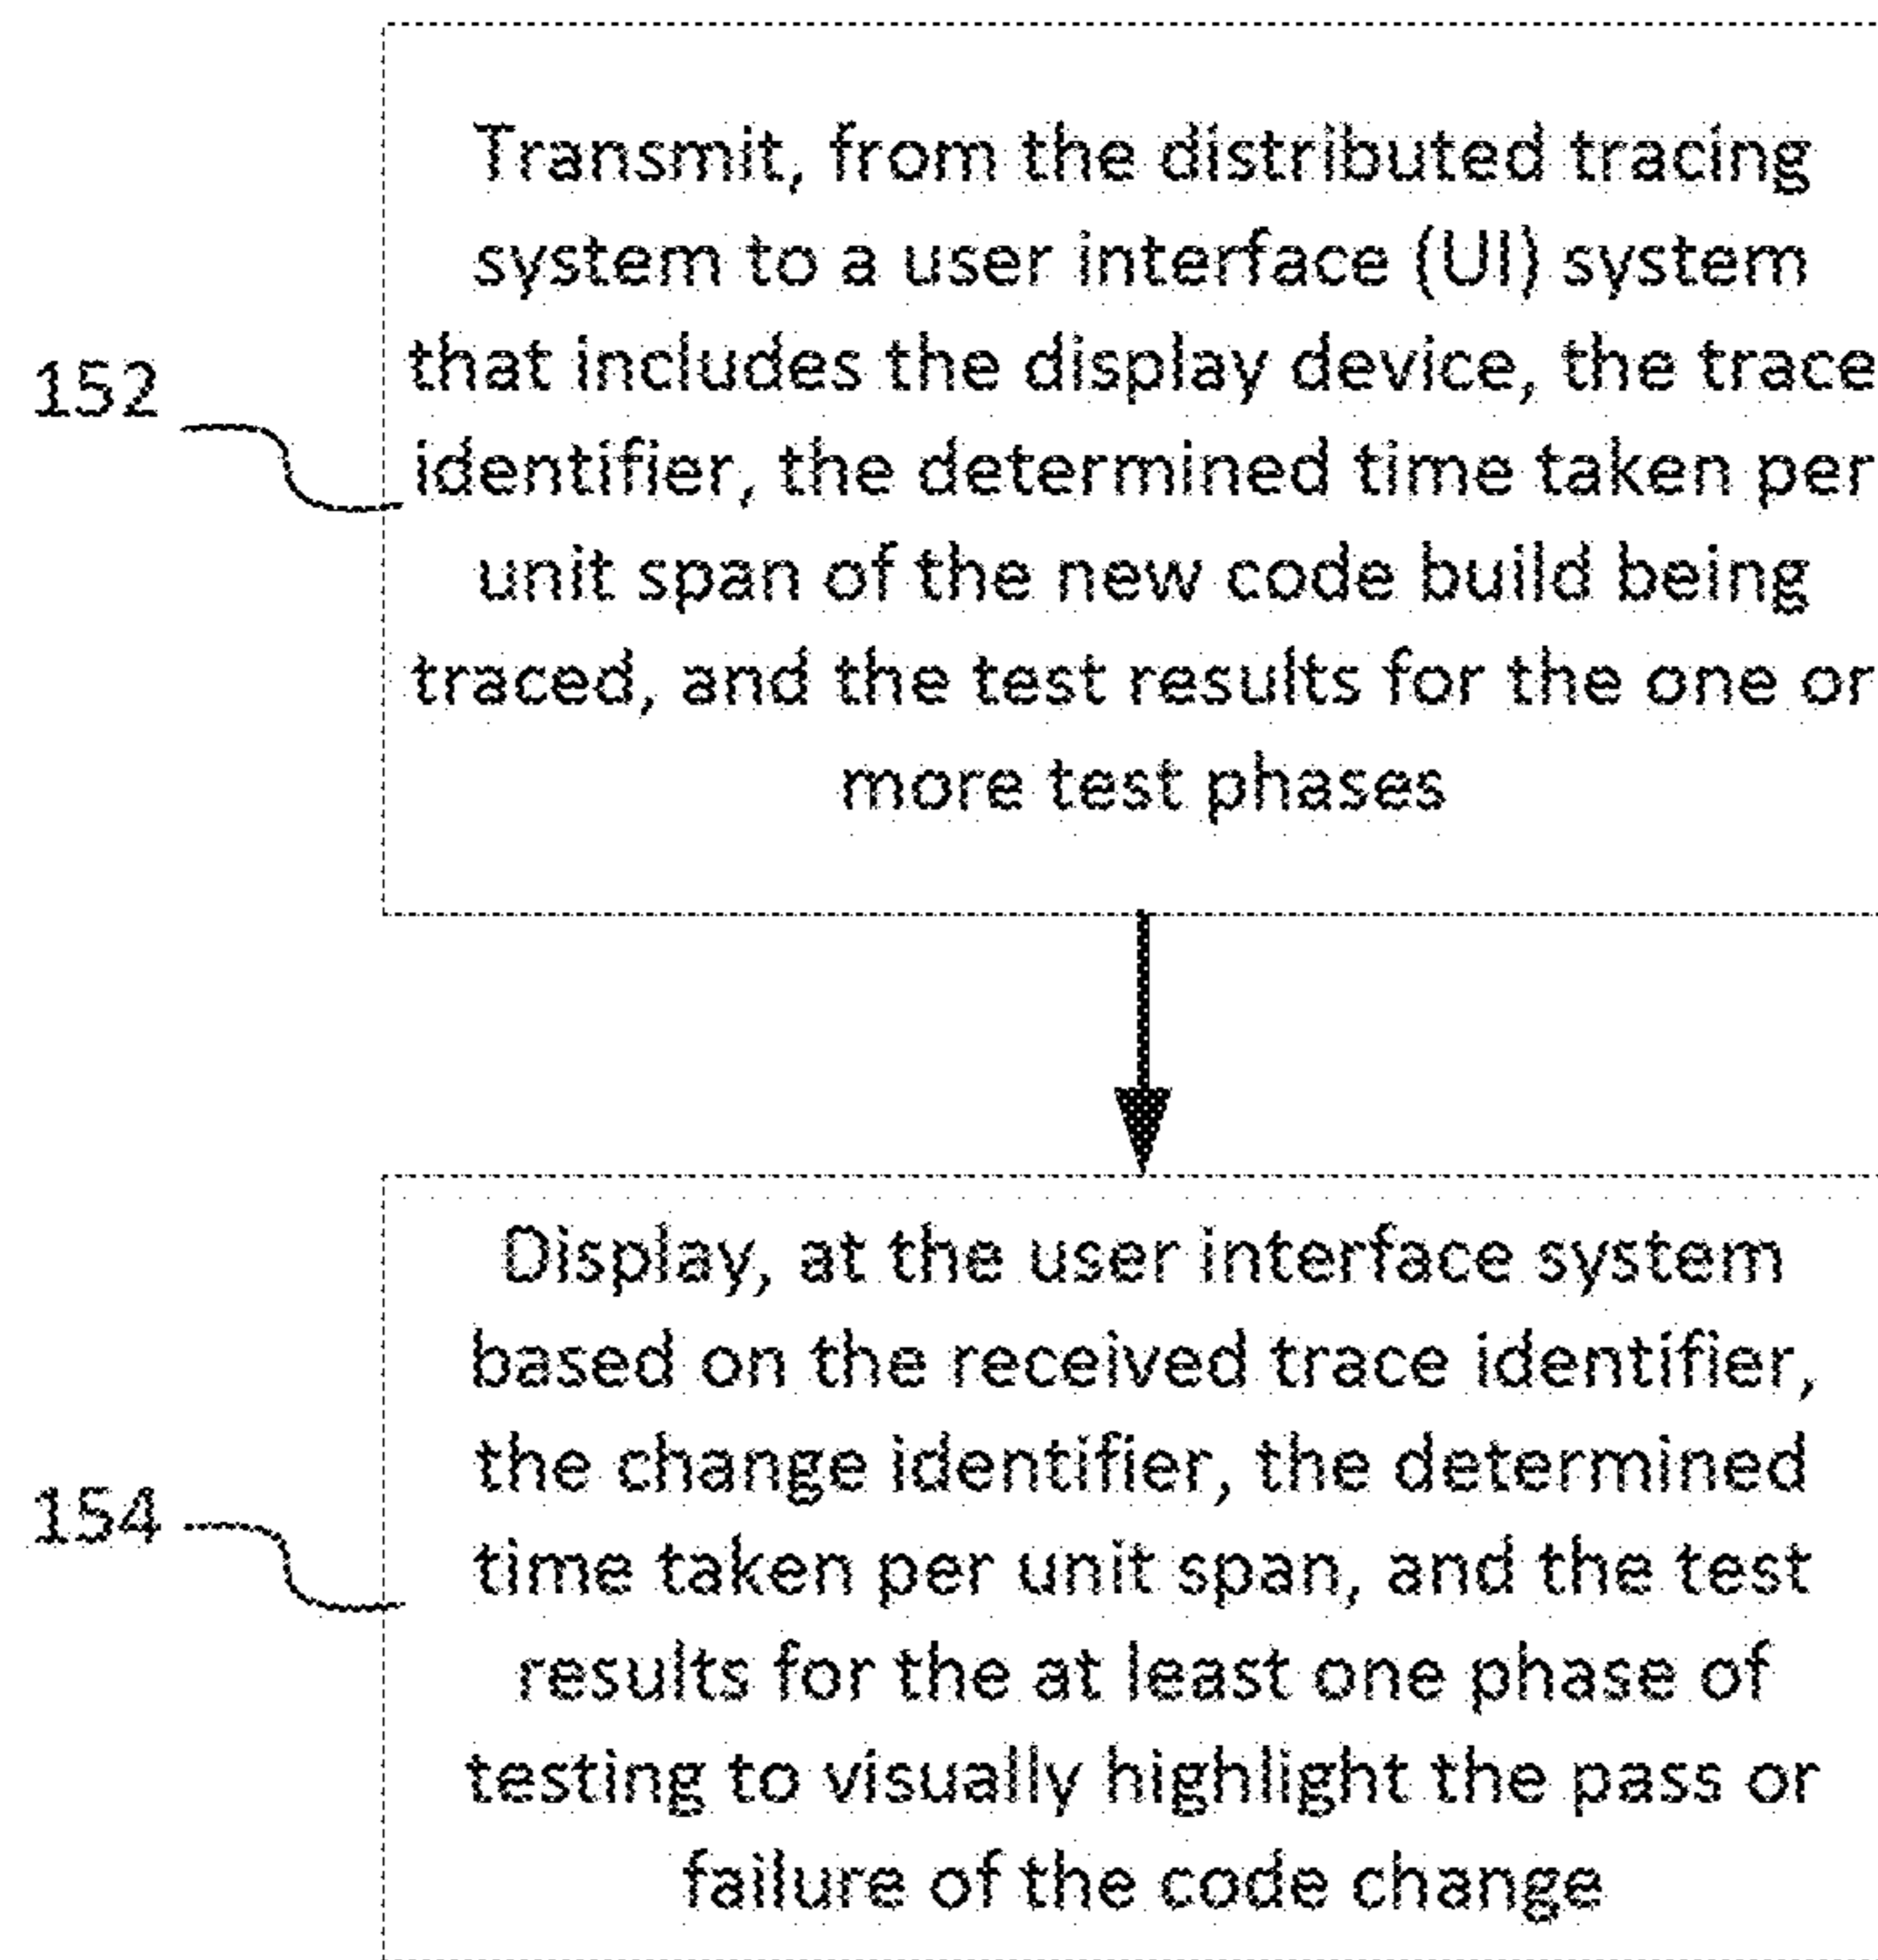 Transmit, from the distributed tracing
system to a user interface (UI) system
that includes the display device, the trace
152
identifier, the determined time taken per
unit span of the new code build being
traced, and the test results for the one or
more test phases
Display, at the user interface system
based on the received trace identifier,
the change identifier, the determined
154
time taken per unit span, and the test
results for the at least one phase of
testing to visually highlight the pass or
failure of the code change